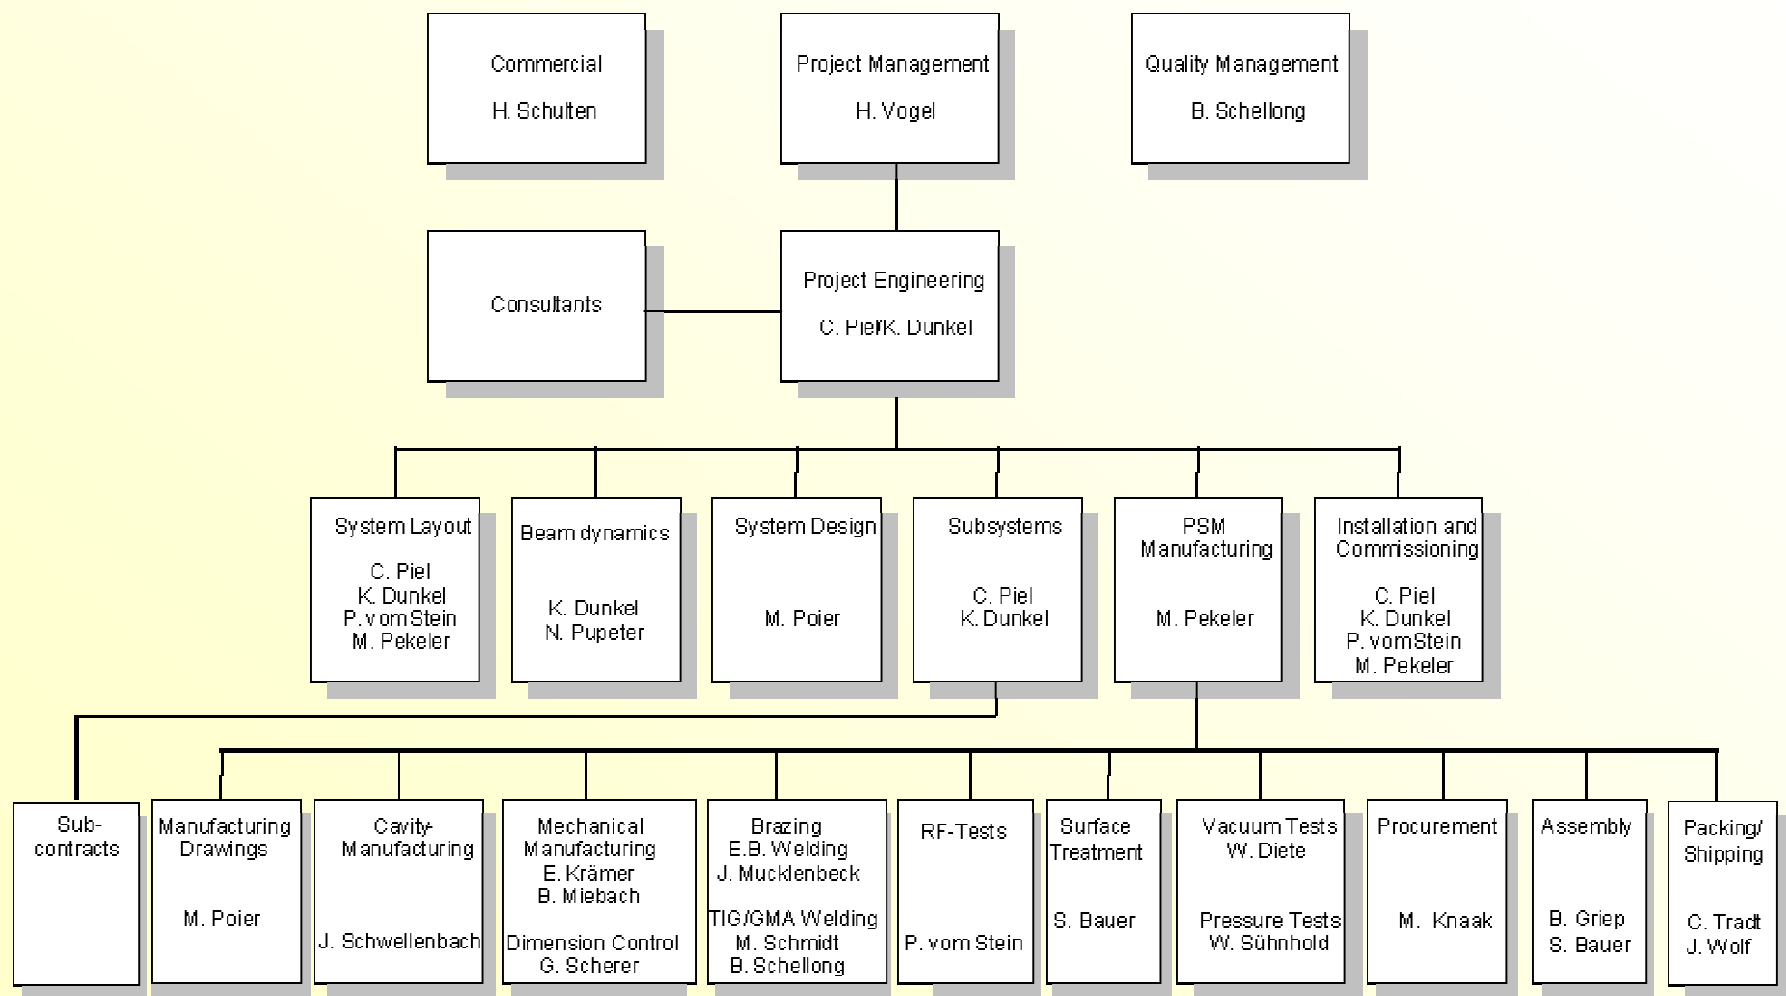 Commercial
H. Schulten
Project Management
H. Vogel
Quality Management
B. Schellong
Consultants
Project Engineering
C. Piel/K. Dunkel
System Layout
C. Piel
K. Dunkel
P. vom Stein
M. Pekeler
Beam dynamics
K. Dunkel
N. Pupeter
System Design
M. Poier
Subsystems
C. Piel
K. Dunkel
PSM
Manufacturing
M. Pekeler
Installation and
Commissioning
C. Piel
K. Dunkel
P. vom Stein
M. Pekeler
Sub-
contracts
Manufacturing
Drawings
M. Poier
Cavity-
Manufacturing
J. Schwellenbach
Mechanical
Manufacturing
E. Krämer
B. Miebach
Dimension Control
G. Scherer
Brazing
E.B. Welding
J. Mucklenbeck
TIG/GMA Welding
M. Schmidt
B. Schellong
RF-Tests
P. vom Stein
Surface
Treatment
S. Bauer
Vacuum Tests
W. Diete
Pressure Tests
W. Sühnhold
Procurement
M. Knaak
Assembly
B. Griep
S. Bauer
Packing/
Shipping
C. Tradt
J. Wolf